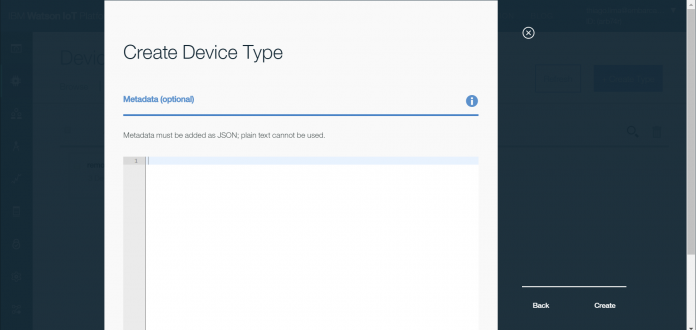 Create Device Type
Metadata (optional)
Metadata must be added as JSON; plain text cannot be used.
1
Back
Create